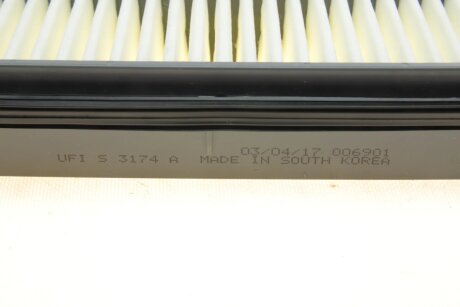 03/04/17 006901
UFI S 3174 A MADE IN SOUTH KOREA